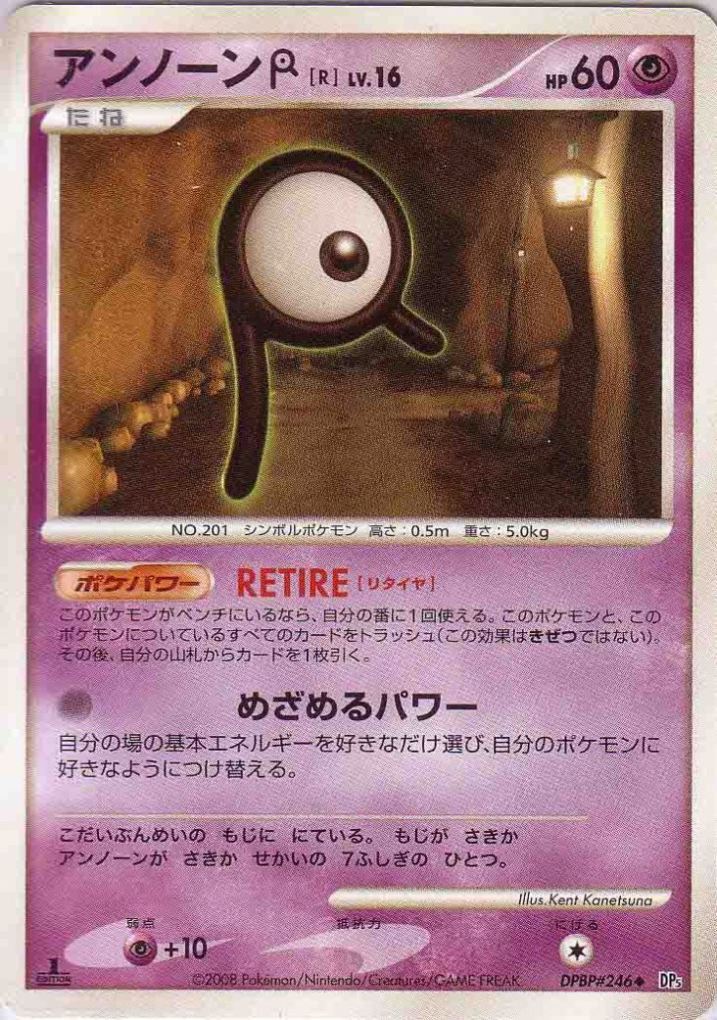 アンノーンR [R] LV.16 HP60
たね
NO.201 シンボルポケモン 高さ：0.5m 重さ：5.0kg
ポケパワー RETIRE [リタイヤ]
このポケモンがベンチにいるなら、自分の番に1回使える。このポケモンと、この
ポケモンについているすべてのカードをトラッシュ(この効果はきぜつではない)。
その後、自分の山札からカードを1枚引く。
めざめるパワー
自分の場の基本エネルギーを好きなだけ選び、自分のポケモンに
好きなようにつけ替える。
こだいぶんめいの もじに にている。 もじが さきか
アンノーンが さきか せかいの 7ふしぎの ひとつ。
Illus.Kent Kanetsuna
弱点 抵抗力 にげる
+10
1 EDITION ©2008 Pokémon/Nintendo/Creatures/GAME FREAK DPBP#246◆ DP5